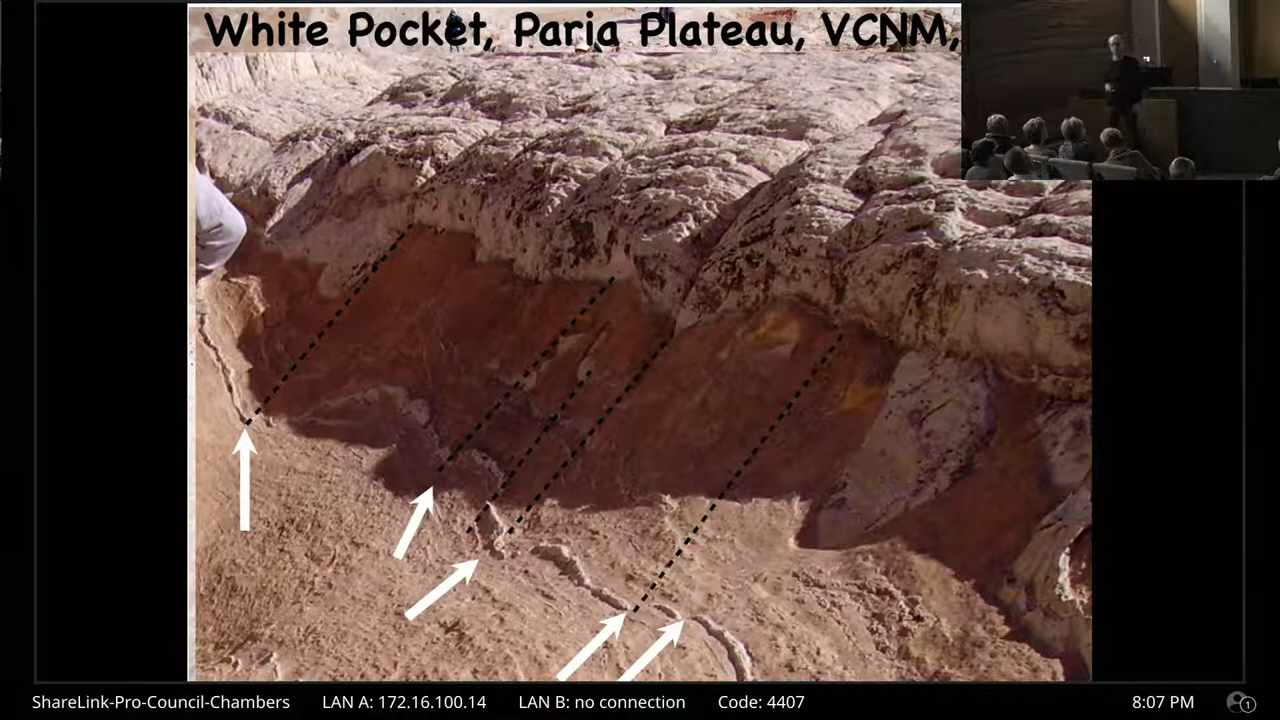 White Pocket, Paria Plateau, VCNM,
ShareLink-Pro-Council-Chambers LAN A: 172.16.100.14 LAN B: no connection Code: 4407 8:07 PM 1